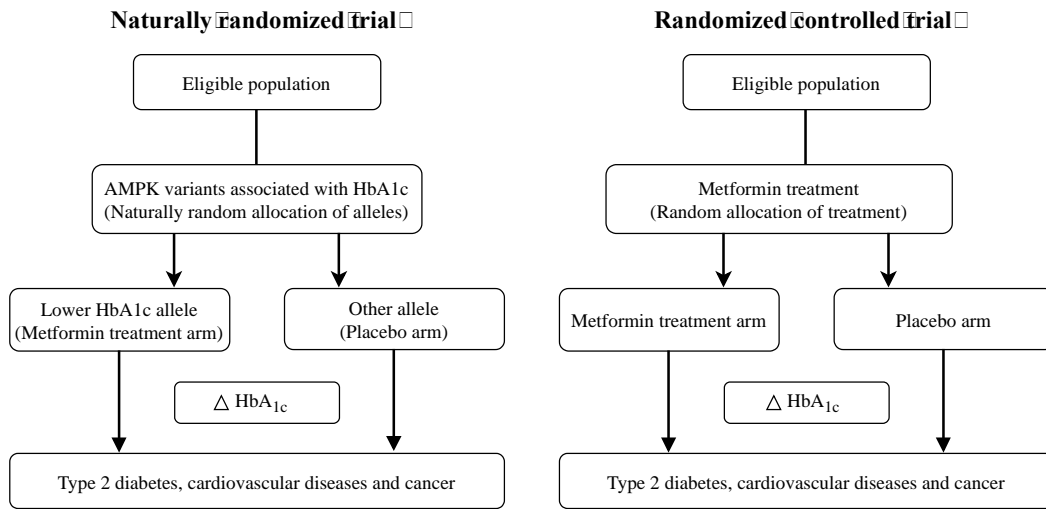 Naturally randomized trial
Eligible population
AMPK variants associated with HbA1c
(Naturally random allocation of alleles)
Lower HbA1c allele
(Metformin treatment arm)
Other allele
(Placebo arm)
△ HbA1c
Type 2 diabetes, cardiovascular diseases and cancer
Randomized controlled trial
Eligible population
Metformin treatment
(Random allocation of treatment)
Metformin treatment arm
Placebo arm
△ HbA1c
Type 2 diabetes, cardiovascular diseases and cancer